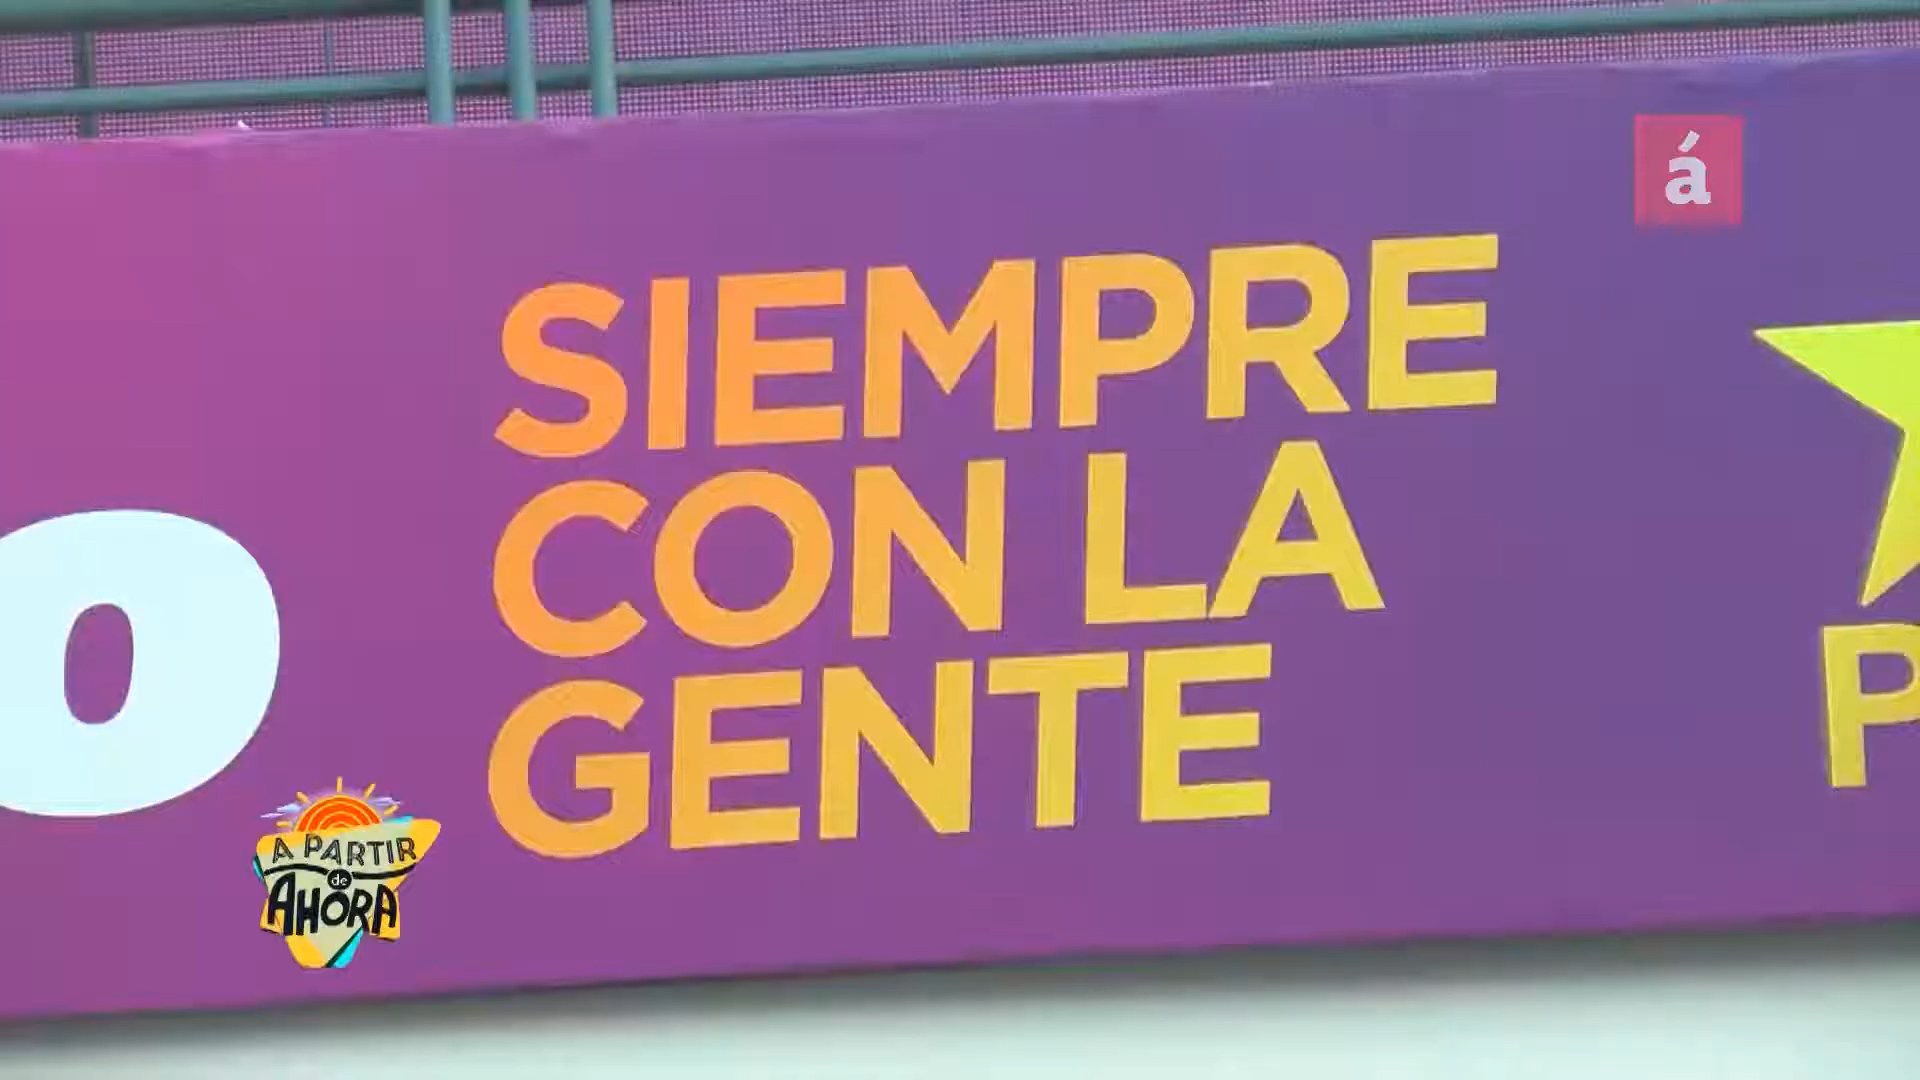 á
o
SIEMPRE
CON LA
GENTE
P
A PARTIR
de
AHORA